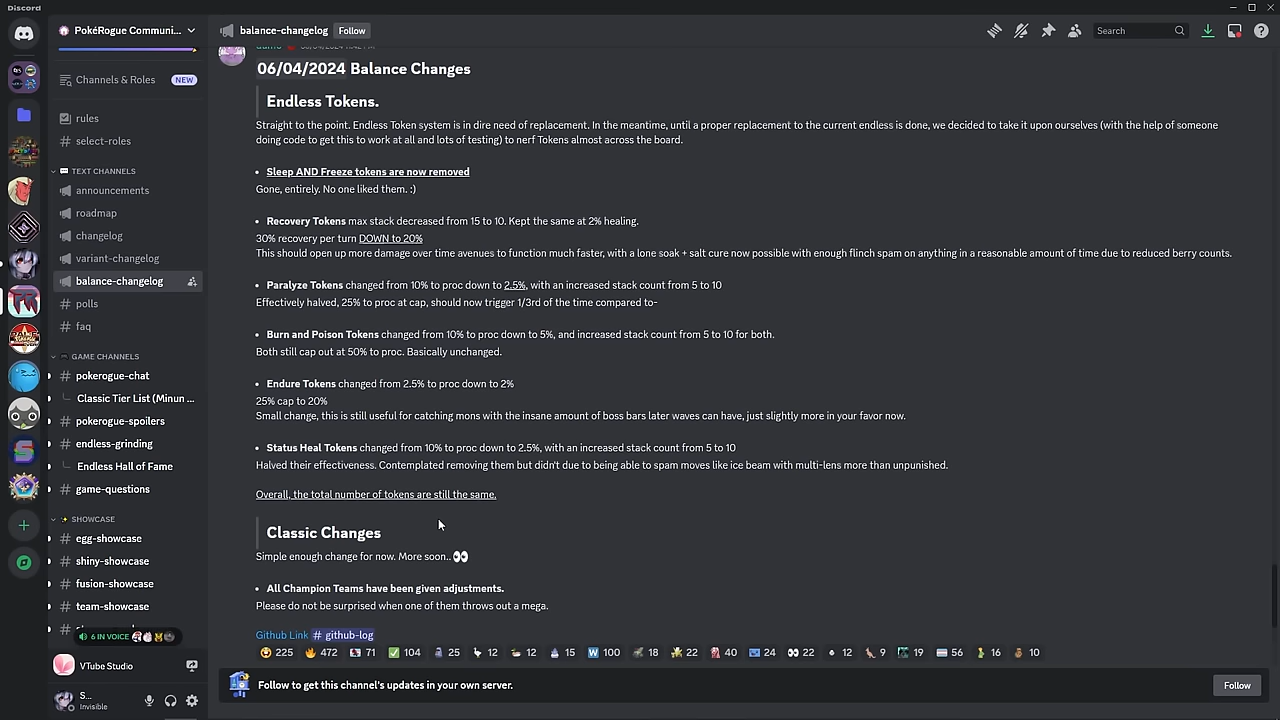 Discord
PokéRogue Communi...
balance-changelog
Follow
Search
Channels & Roles
NEW
rules
select-roles
TEXT CHANNELS
announcements
roadmap
changelog
variant-changelog
balance-changelog
polls
faq
GAME CHANNELS
pokerogue-chat
Classic Tier List (Minun ...
pokerogue-spoilers
endless-grinding
Endless Hall of Fame
game-questions
SHOWCASE
egg-showcase
shiny-showcase
fusion-showcase
team-showcase
6 IN VOICE
VTube Studio
S...
Invisible
06/04/2024 Balance Changes
Endless Tokens.
Straight to the point. Endless Token system is in dire need of replacement. In the meantime, until a proper replacement to the current endless is done, we decided to take it upon ourselves (with the help of someone
doing code to get this to work at all and lots of testing) to nerf Tokens almost across the board.
• Sleep AND Freeze tokens are now removed
Gone, entirely. No one liked them. :)
• Recovery Tokens max stack decreased from 15 to 10. Kept the same at 2% healing.
30% recovery per turn DOWN to 20%
This should open up more damage over time avenues to function much faster, with a lone soak + salt cure now possible with enough flinch spam on anything in a reasonable amount of time due to reduced berry counts.
• Paralyze Tokens changed from 10% to proc down to 2.5%, with an increased stack count from 5 to 10
Effectively halved, 25% to proc at cap, should now trigger 1/3rd of the time compared to-
• Burn and Poison Tokens changed from 10% to proc down to 5%, and increased stack count from 5 to 10 for both.
Both still cap out at 50% to proc. Basically unchanged.
• Endure Tokens changed from 2.5% to proc down to 2%
25% cap to 20%
Small change, this is still useful for catching mons with the insane amount of boss bars later waves can have, just slightly more in your favor now.
• Status Heal Tokens changed from 10% to proc down to 2.5%, with an increased stack count from 5 to 10
Halved their effectiveness. Contemplated removing them but didn't due to being able to spam moves like ice beam with multi-lens more than unpunished.
Overall, the total number of tokens are still the same.
Classic Changes
Simple enough change for now. More soon.. 👀
• All Champion Teams have been given adjustments.
Please do not be surprised when one of them throws out a mega.
Github Link # github-log
225 472 71 104 25 12 12 15 100 18 22 40 24 22 12 9 19 56 16 10
Follow to get this channel's updates in your own server.
Follow